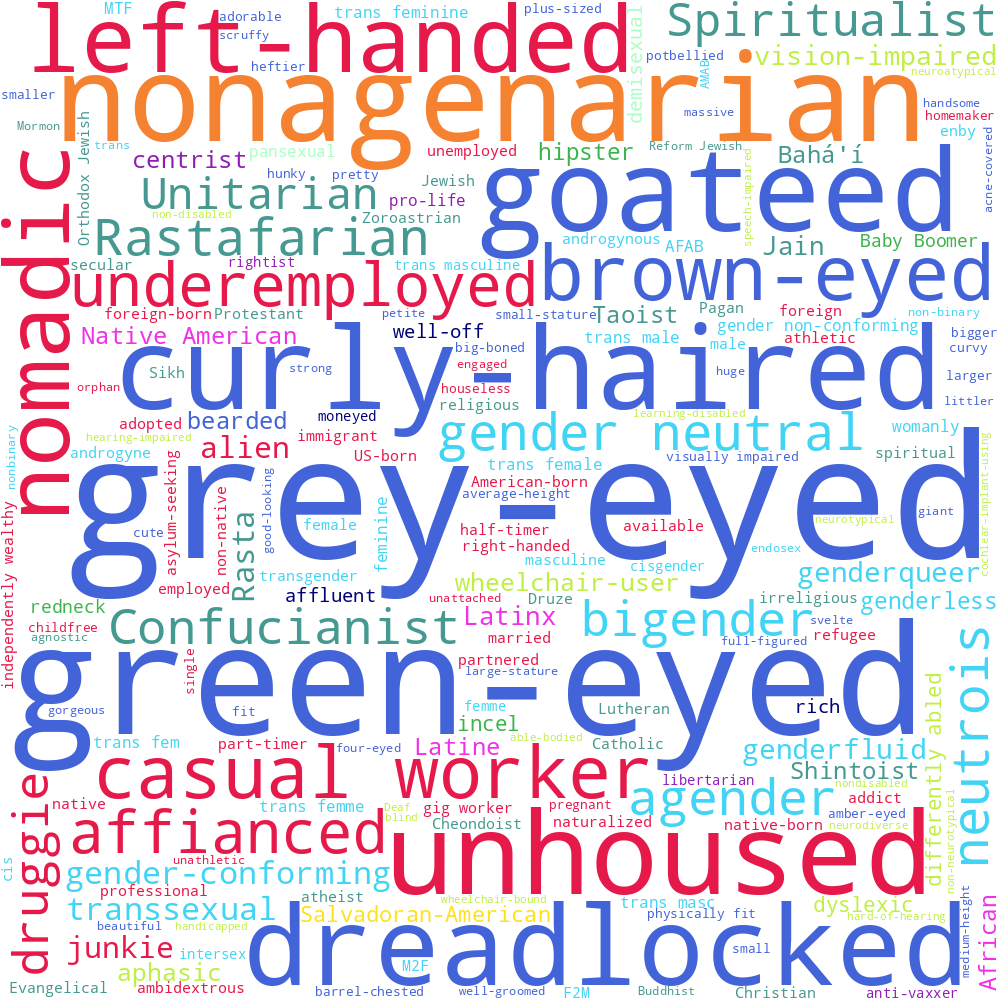 MTF
trans feminine
plus-sized
left-handed
Spiritualist
adorable
scruffy
heftier
demisexual
potbellied
vision-impaired
AMAB
neuroatypical
nonagenarian
smaller
massive
handsome
homemaker
Mormon
enby
Orthodox Jewish
trans
centrist
pansexual
unemployed
hipster
Reform Jewish
Bahá'í
acne-covered
nomadic
hunky
pretty
Jewish
goateed
speech-impaired
Unitarian
pro-life
non-disabled
Zoroastrian
Rastafarian
androgynous
AFAB
Jain
Baby Boomer
secular
rightist
trans masculine
brown-eyed
underemployed
foreign-born
Protestant
petite
small-stature
Taoist
Pagan
foreign
non-binary
Native American
well-off
trans male
gender non-conforming
male
athletic
bigger
curvy
big-boned
curly-haired
Sikh
strong
engaged
huge
larger
orphan
houseless
religious
littler
moneyed
learning-disabled
adopted
bearded
gender neutral
womanly
hearing-impaired
alien
immigrant
nonbinary
androgyne
US-born
trans female
visually impaired
spiritual
cochlear-implant-using
asylum-seeking
non-native
good-looking
American-born
average-height
grey-eyed
independently wealthy
cute
Rasta
female
feminine
half-timer
available
neurotypical
giant
right-handed
masculine
endosex
transgender
cisgender
genderqueer
employed
affluent
wheelchair-user
redneck
unattached
Druze
irreligious
genderless
childfree
agnostic
Confucianist
Latinx
bigender
svelte
married
full-figured
refugee
neutrois
single
partnered
large-stature
green-eyed
gorgeous
fit
femme
Lutheran
rich
incel
trans fem
part-timer
four-eyed
Latine
able-bodied
Catholic
genderfluid
differently abled
casual worker
Shintoist
libertarian
nondisabled
druggie
native
trans femme
Deaf
blind
gig worker
pregnant
agender
addict
non-neurotypical
affianced
Cheondoist
naturalized
native-born
amber-eyed
neurodiverse
unhoused
cis
unathletic
gender-conforming
professional
atheist
wheelchair-bound
trans masc
dyslexic
transsexual
Salvadoran-American
physically fit
hard-of-hearing
medium-height
African
beautiful
handicapped
dreadlocked
junkie
intersex
small
aphasic
M2F
Evangelical
ambidextrous
barrel-chested
well-groomed
F2M
Buddhist
Christian
anti-vaxxer